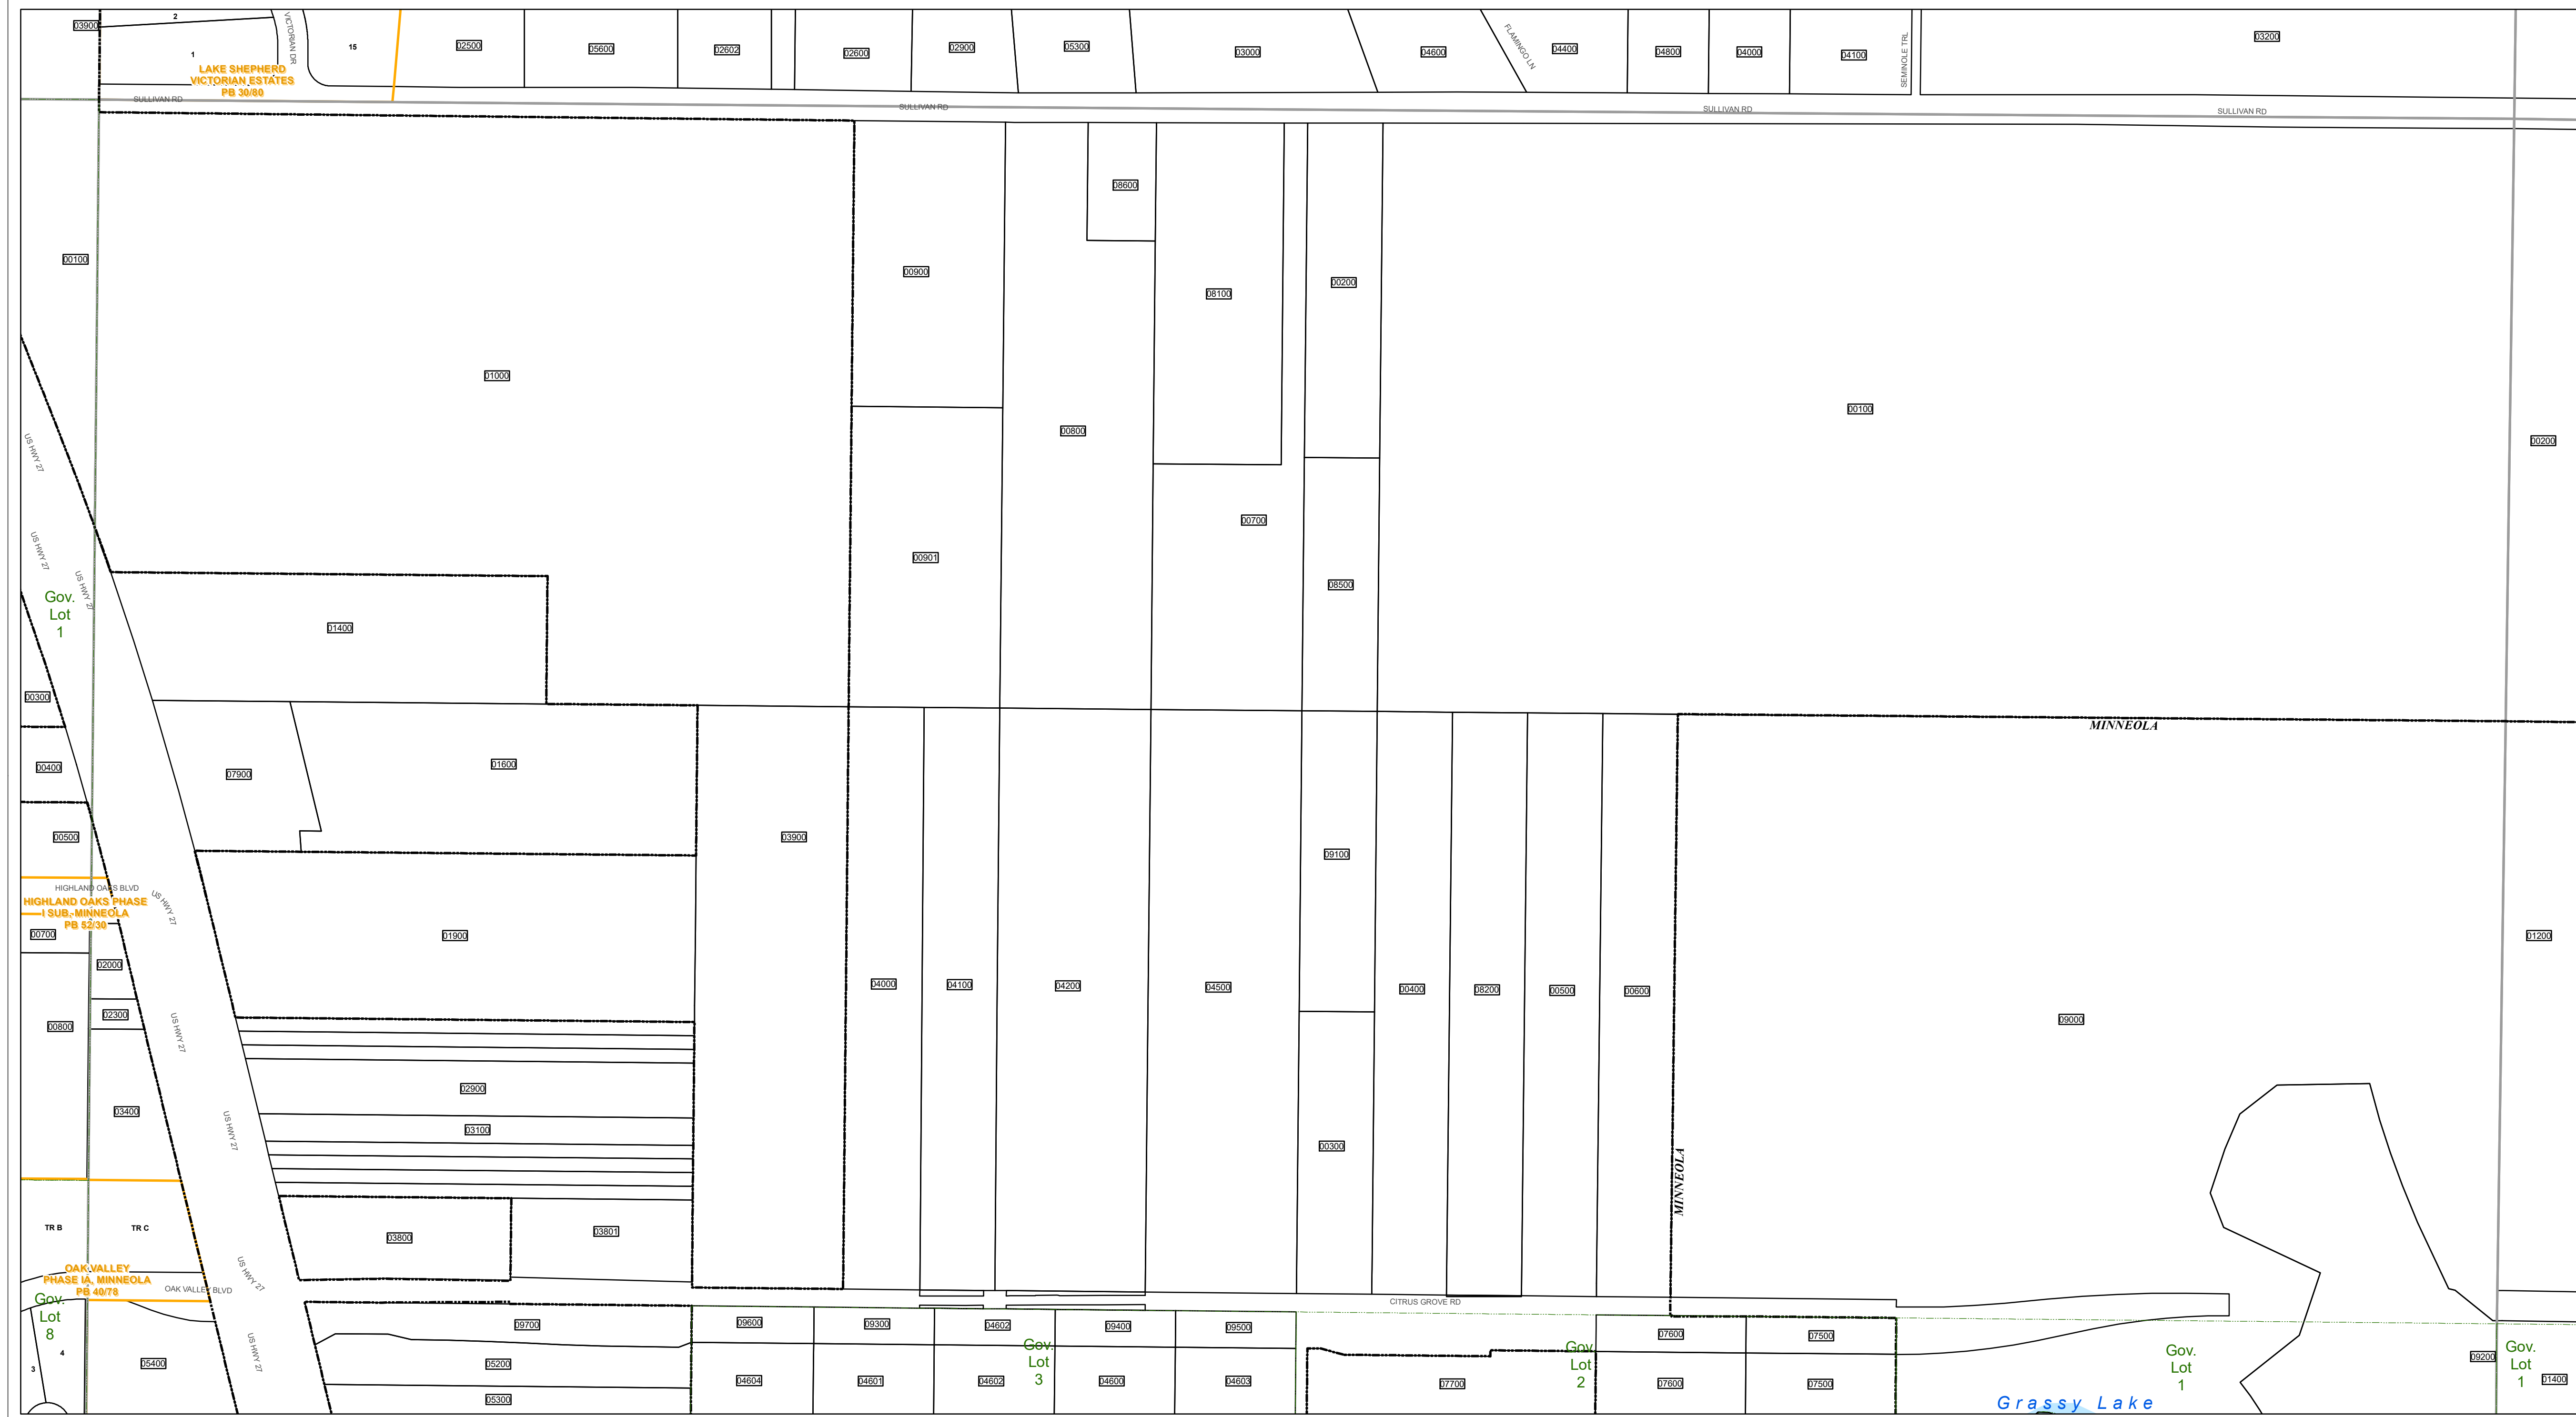 03900
2
1
VICTORIAN DR
15
02500
05600
02602
02600
02900
05300
03000
04600
FLAMINGO LN
04400
04800
04000
04100
SEMINOLE TRL
03200
LAKE SHEPHERD
VICTORIAN ESTATES
PB 30/80
SULLIVAN RD
SULLIVAN RD
SULLIVAN RD
SULLIVAN RD
08600
00100
00900
08100
00200
01000
00100
00800
00200
US HWY 27
00700
US HWY 27
00901
US HWY 27
08500
Gov.
Lot
1
01400
00300
MINNEOLA
00400
07900
01600
00500
03900
09100
HIGHLAND OAKS BLVD
US HWY 27
HIGHLAND OAKS PHASE
I SUB, MINNEOLA
PB 52/30
00700
01900
01200
02000
04000
04100
04200
04500
00400
08200
00500
00600
02300
00800
US HWY 27
09000
02900
03400
US HWY 27
03100
00300
MINNEOLA
TR B
TR C
03800
03801
US HWY 27
OAK VALLEY
PHASE IA, MINNEOLA
PB 40/78
OAK VALLEY BLVD
CITRUS GROVE RD
Gov.
Lot
8
09700
09600
09300
04602
09400
09500
07600
07500
US HWY 27
Gov.
Lot
3
Gov.
Lot
2
Gov.
Lot
1
09200
Gov.
Lot
1
3
4
05400
05200
04604
04601
04602
04600
04603
07700
07600
07500
01400
05300
Grassy Lake